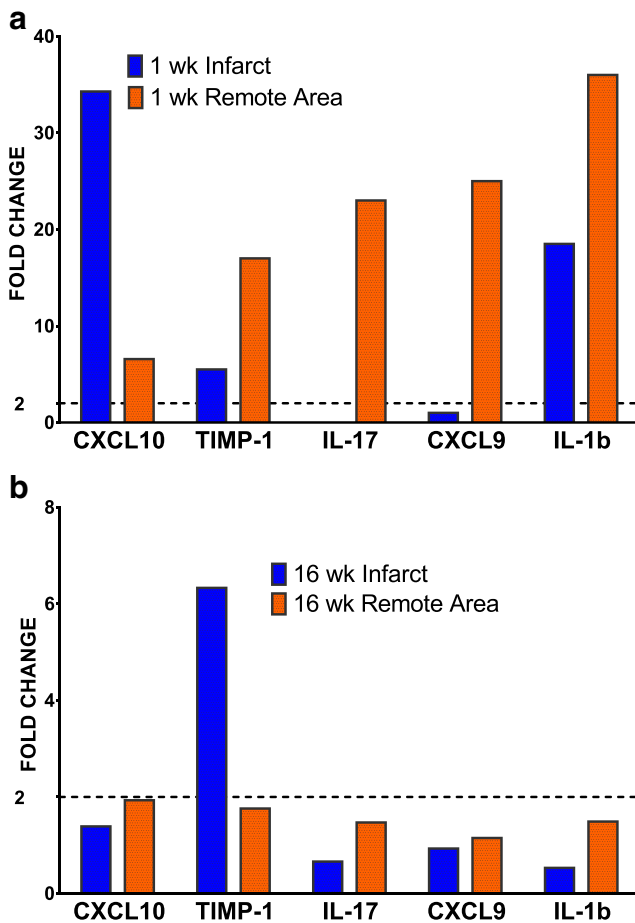 a
1 wk Infarct
1 wk Remote Area
FOLD CHANGE
40
30
20
10
2
0
CXCL10 TIMP-1 IL-17 CXCL9 IL-1b
b
16 wk Infarct
16 wk Remote Area
FOLD CHANGE
8
6
4
2
0
CXCL10 TIMP-1 IL-17 CXCL9 IL-1b